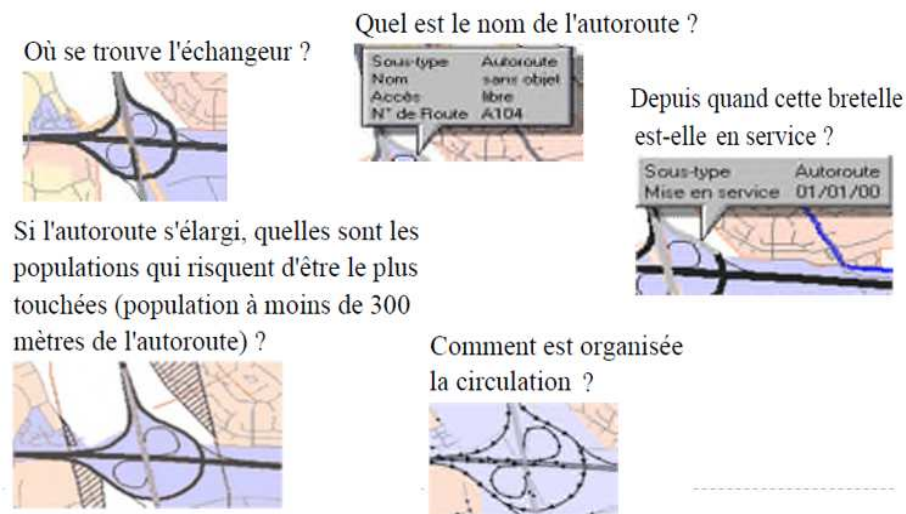 Où se trouve l'échangeur ?
Quel est le nom de l'autoroute ?
Sous-type Autoroute
Nom sans objet
Accès libre
N° de Route A104
Depuis quand cette bretelle
est-elle en service ?
Sous-type Autoroute
Mise en service 01/01/00
Si l'autoroute s'élargi, quelles sont les
populations qui risquent d'être le plus
touchées (population à moins de 300
mètres de l'autoroute) ?
Comment est organisée
la circulation ?